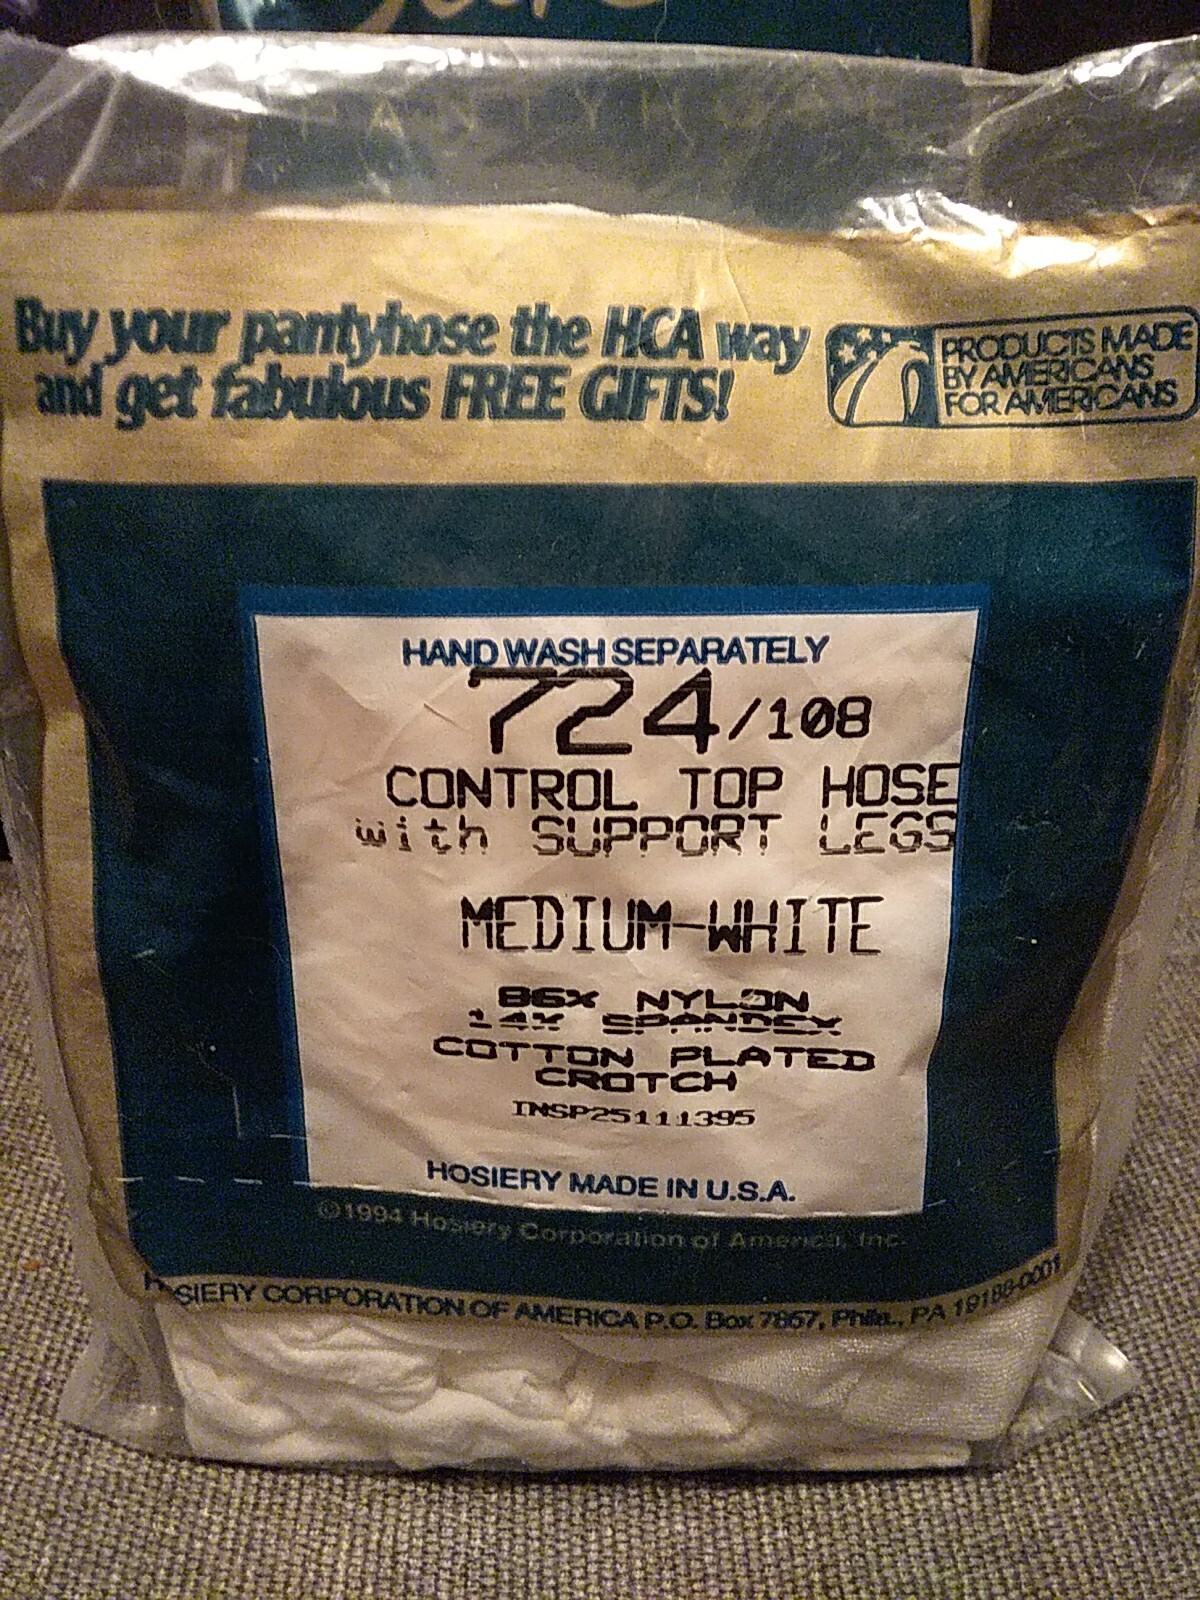 PANTYHOSE
Buy your pantyhose the HCA way
and get fabulous FREE GIFTS!
PRODUCTS MADE
BY AMERICANS
FOR AMERICANS
HAND WASH SEPARATELY
724/108
CONTROL TOP HOSE
with SUPPORT LEGS
MEDIUM-WHITE
86% NYLON
14% SPANDEX
COTTON PLATED
CROTCH
INSP25111395
HOSIERY MADE IN U.S.A.
©1994 Hosiery Corporation of America, Inc.
HOSIERY CORPORATION OF AMERICA P.O. Box 7867, Phila., PA 19188-0001